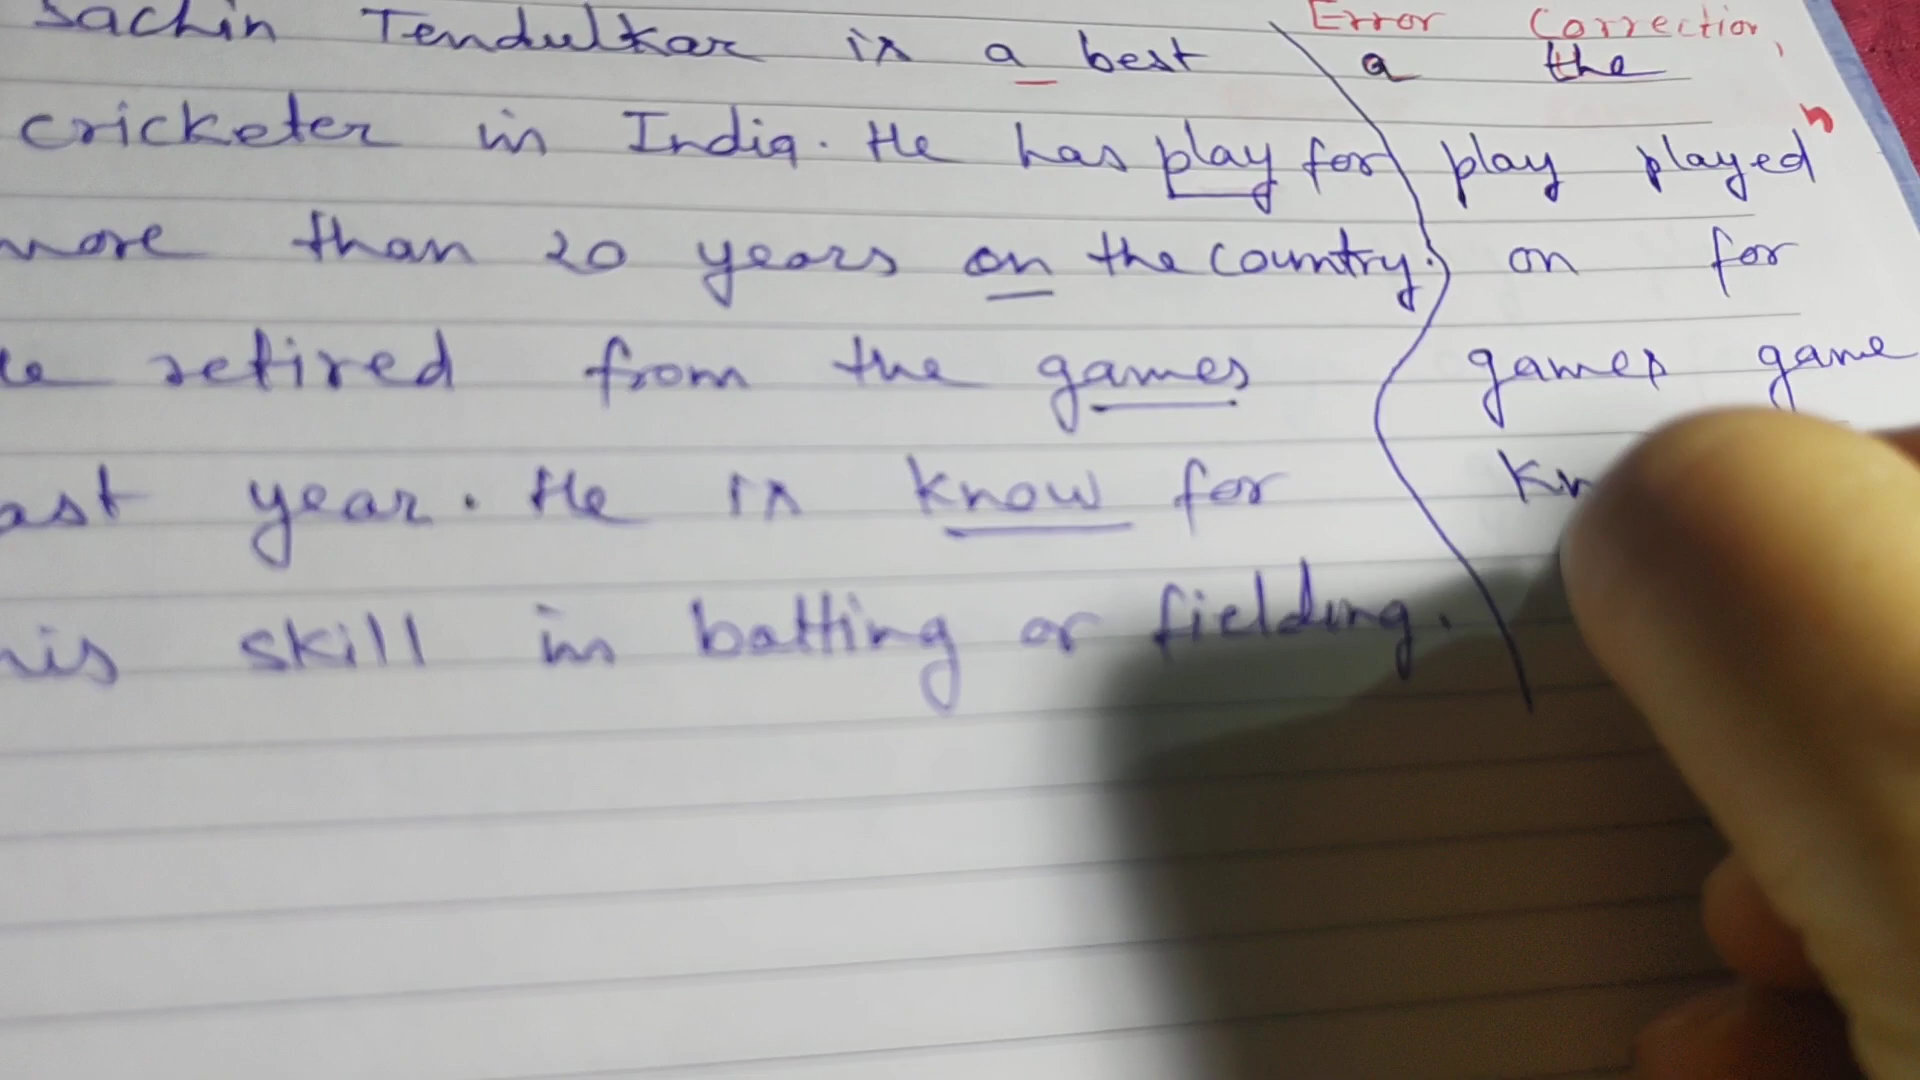 Sachin Tendulkar is a best Error Correction
cricketer in India. He has play for a the
more than 20 years on the country. play played
retired from the games on for
year. He is know for games game
his skill in batting or fielding.